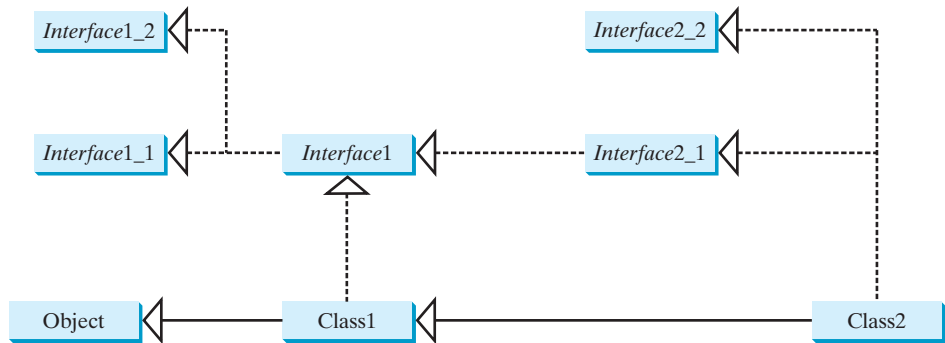 Interface1_2
Interface2_2
Interface1_1
Interface1
Interface2_1
Object
Class1
Class2